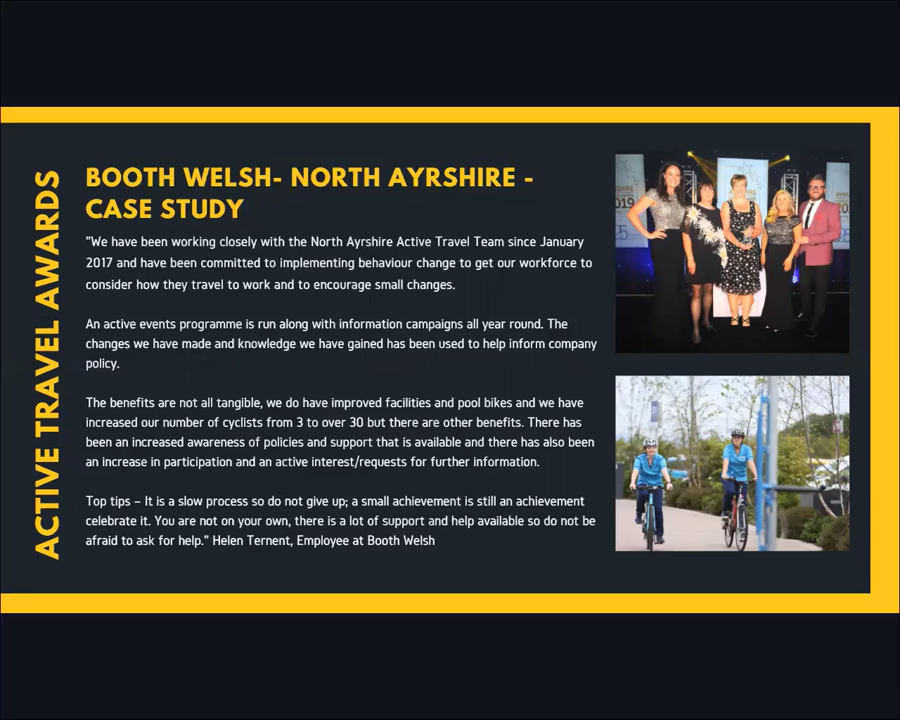 ACTIVE TRAVEL AWARDS
BOOTH WELSH- NORTH AYRSHIRE -
CASE STUDY
"We have been working closely with the North Ayrshire Active Travel Team since January
2017 and have been committed to implementing behaviour change to get our workforce to
consider how they travel to work and to encourage small changes.
An active events programme is run along with information campaigns all year round. The
changes we have made and knowledge we have gained has been used to help inform company
policy.
The benefits are not all tangible, we do have improved facilities and pool bikes and we have
increased our number of cyclists from 3 to over 30 but there are other benefits. There has
been an increased awareness of policies and support that is available and there has also been
an increase in participation and an active interest/requests for further information.
Top tips – It is a slow process so do not give up; a small achievement is still an achievement
celebrate it. You are not on your own, there is a lot of support and help available so do not be
afraid to ask for help." Helen Ternent, Employee at Booth Welsh
2019